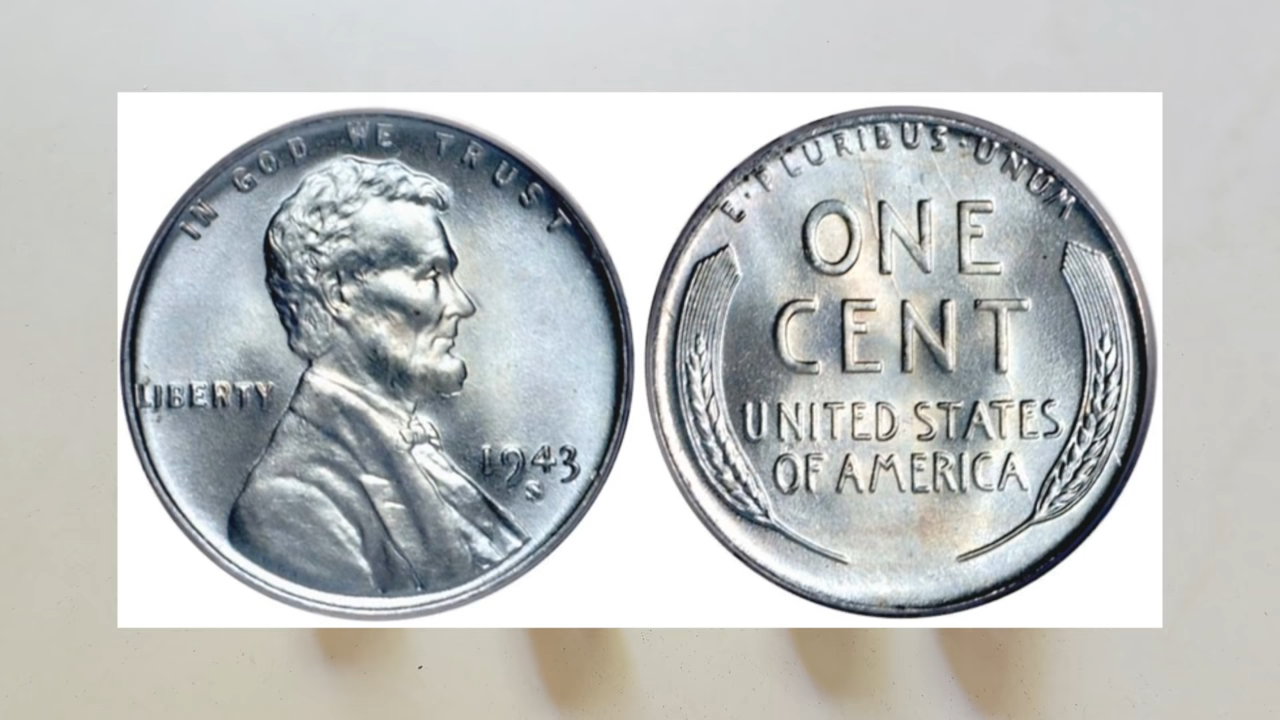 IN GOD WE TRUST
LIBERTY
1943
S
E·PLURIBUS·UNUM
ONE
CENT
UNITED STATES
OF AMERICA